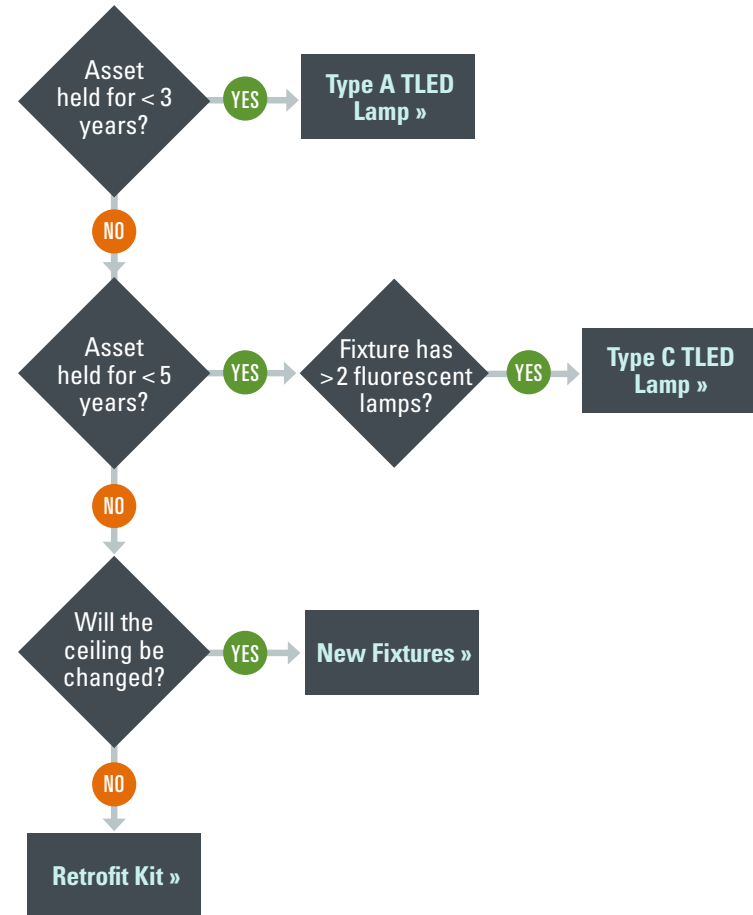 Asset
held for < 3
years?
YES
Type A TLED
Lamp »
NO
Asset
held for < 5
years?
YES
Fixture has
>2 fluorescent
lamps?
YES
Type C TLED
Lamp »
NO
Will the
ceiling be
changed?
YES
New Fixtures »
NO
Retrofit Kit »